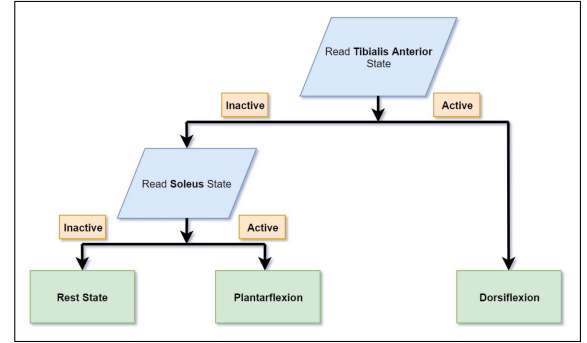 Read Tibialis Anterior
State
Inactive
Active
Read Soleus State
Inactive
Active
Rest State
Plantarflexion
Dorsiflexion